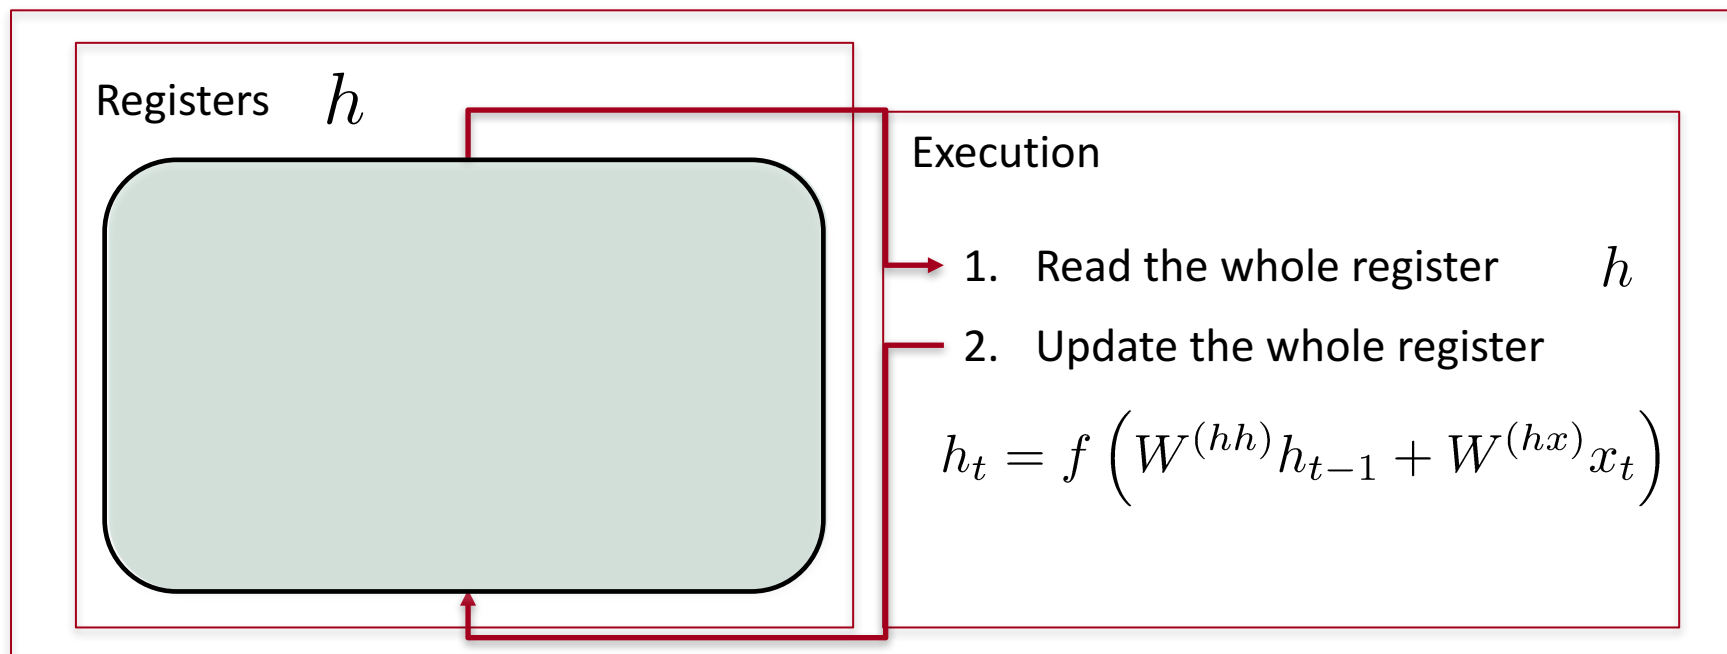 Registers h
Execution
1. Read the whole register h
2. Update the whole register
h_t = f ( W^{(hh)} h_{t-1} + W^{(hx)} x_t )